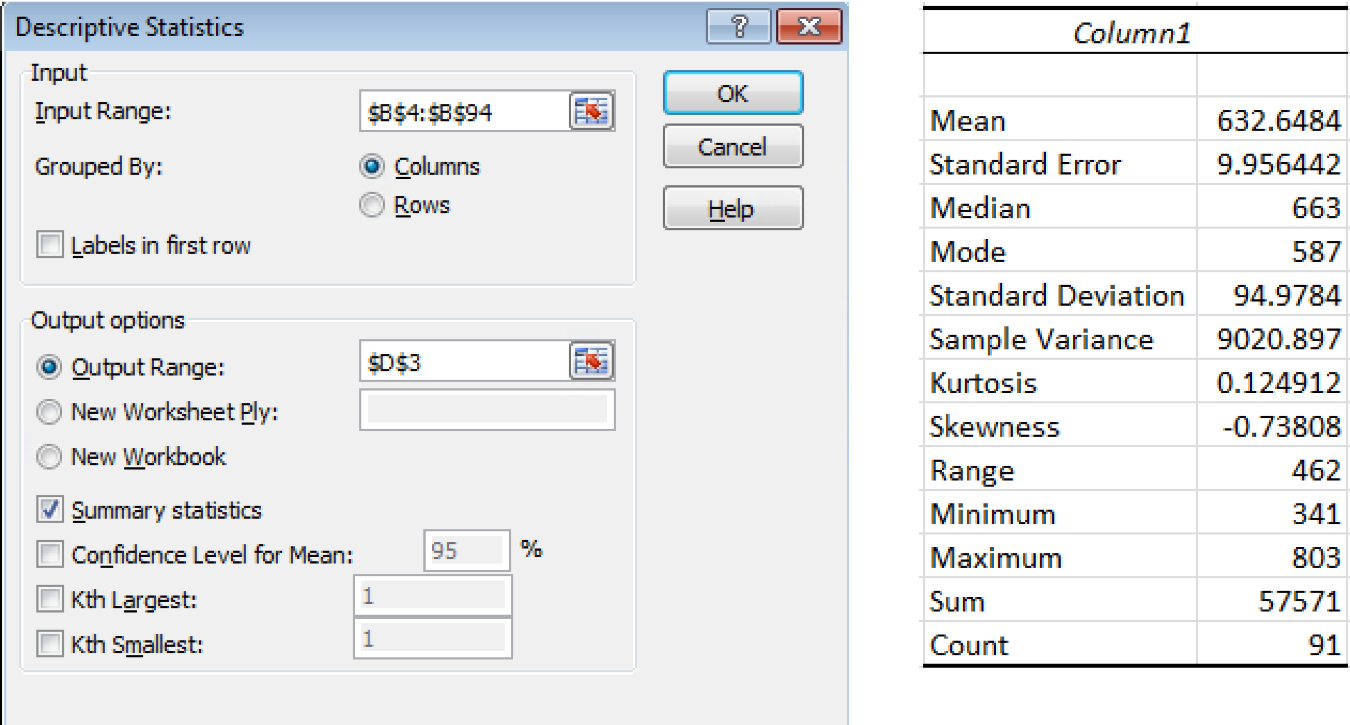 Descriptive Statistics
?
X
Input
Input Range:
$B$4:$B$94
Grouped By:
Columns
Rows
Labels in first row
OK
Cancel
Help
Output options
Output Range:
$D$3
New Worksheet Ply:
New Workbook
Summary statistics
Confidence Level for Mean:
95
%
Kth Largest:
1
Kth Smallest:
1
Column1
Mean 632.6484
Standard Error 9.956442
Median 663
Mode 587
Standard Deviation 94.9784
Sample Variance 9020.897
Kurtosis 0.124912
Skewness -0.73808
Range 462
Minimum 341
Maximum 803
Sum 57571
Count 91